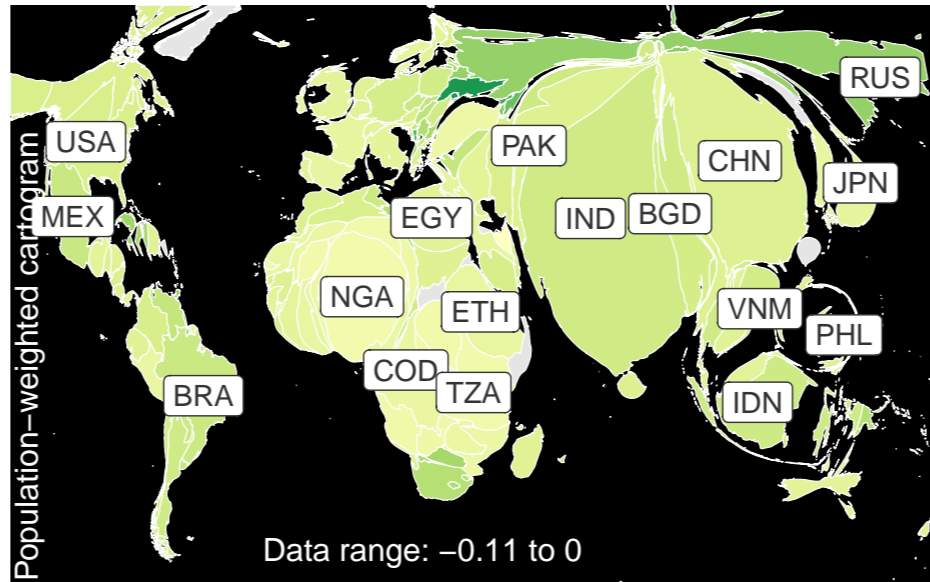 RUS
USA
PAK
CHN
JPN
MEX
EGY
IND
BGD
NGA
ETH
VNM
PHL
COD
TZA
BRA
IDN
Population−weighted cartogram
Data range: −0.11 to 0